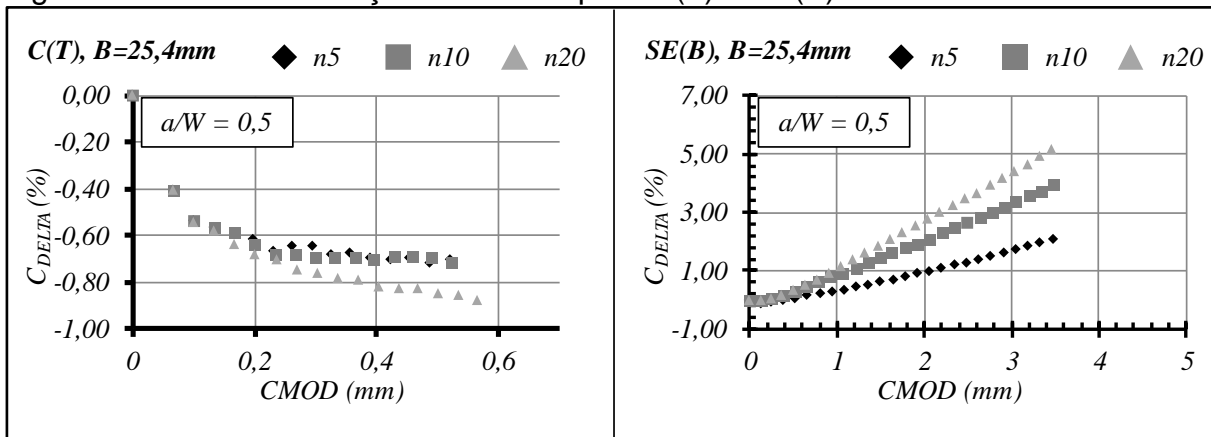 C(T), B=25,4mm
n5
n10
n20
0,00
-0,20
-0,40
-0,60
-0,80
-1,00
a/W = 0,5
C_DELTA (%)
0
0,2
0,4
0,6
CMOD (mm)
SE(B), B=25,4mm
n5
n10
n20
7,00
5,00
3,00
1,00
-1,00
a/W = 0,5
C_DELTA (%)
0
1
2
3
4
5
CMOD (mm)